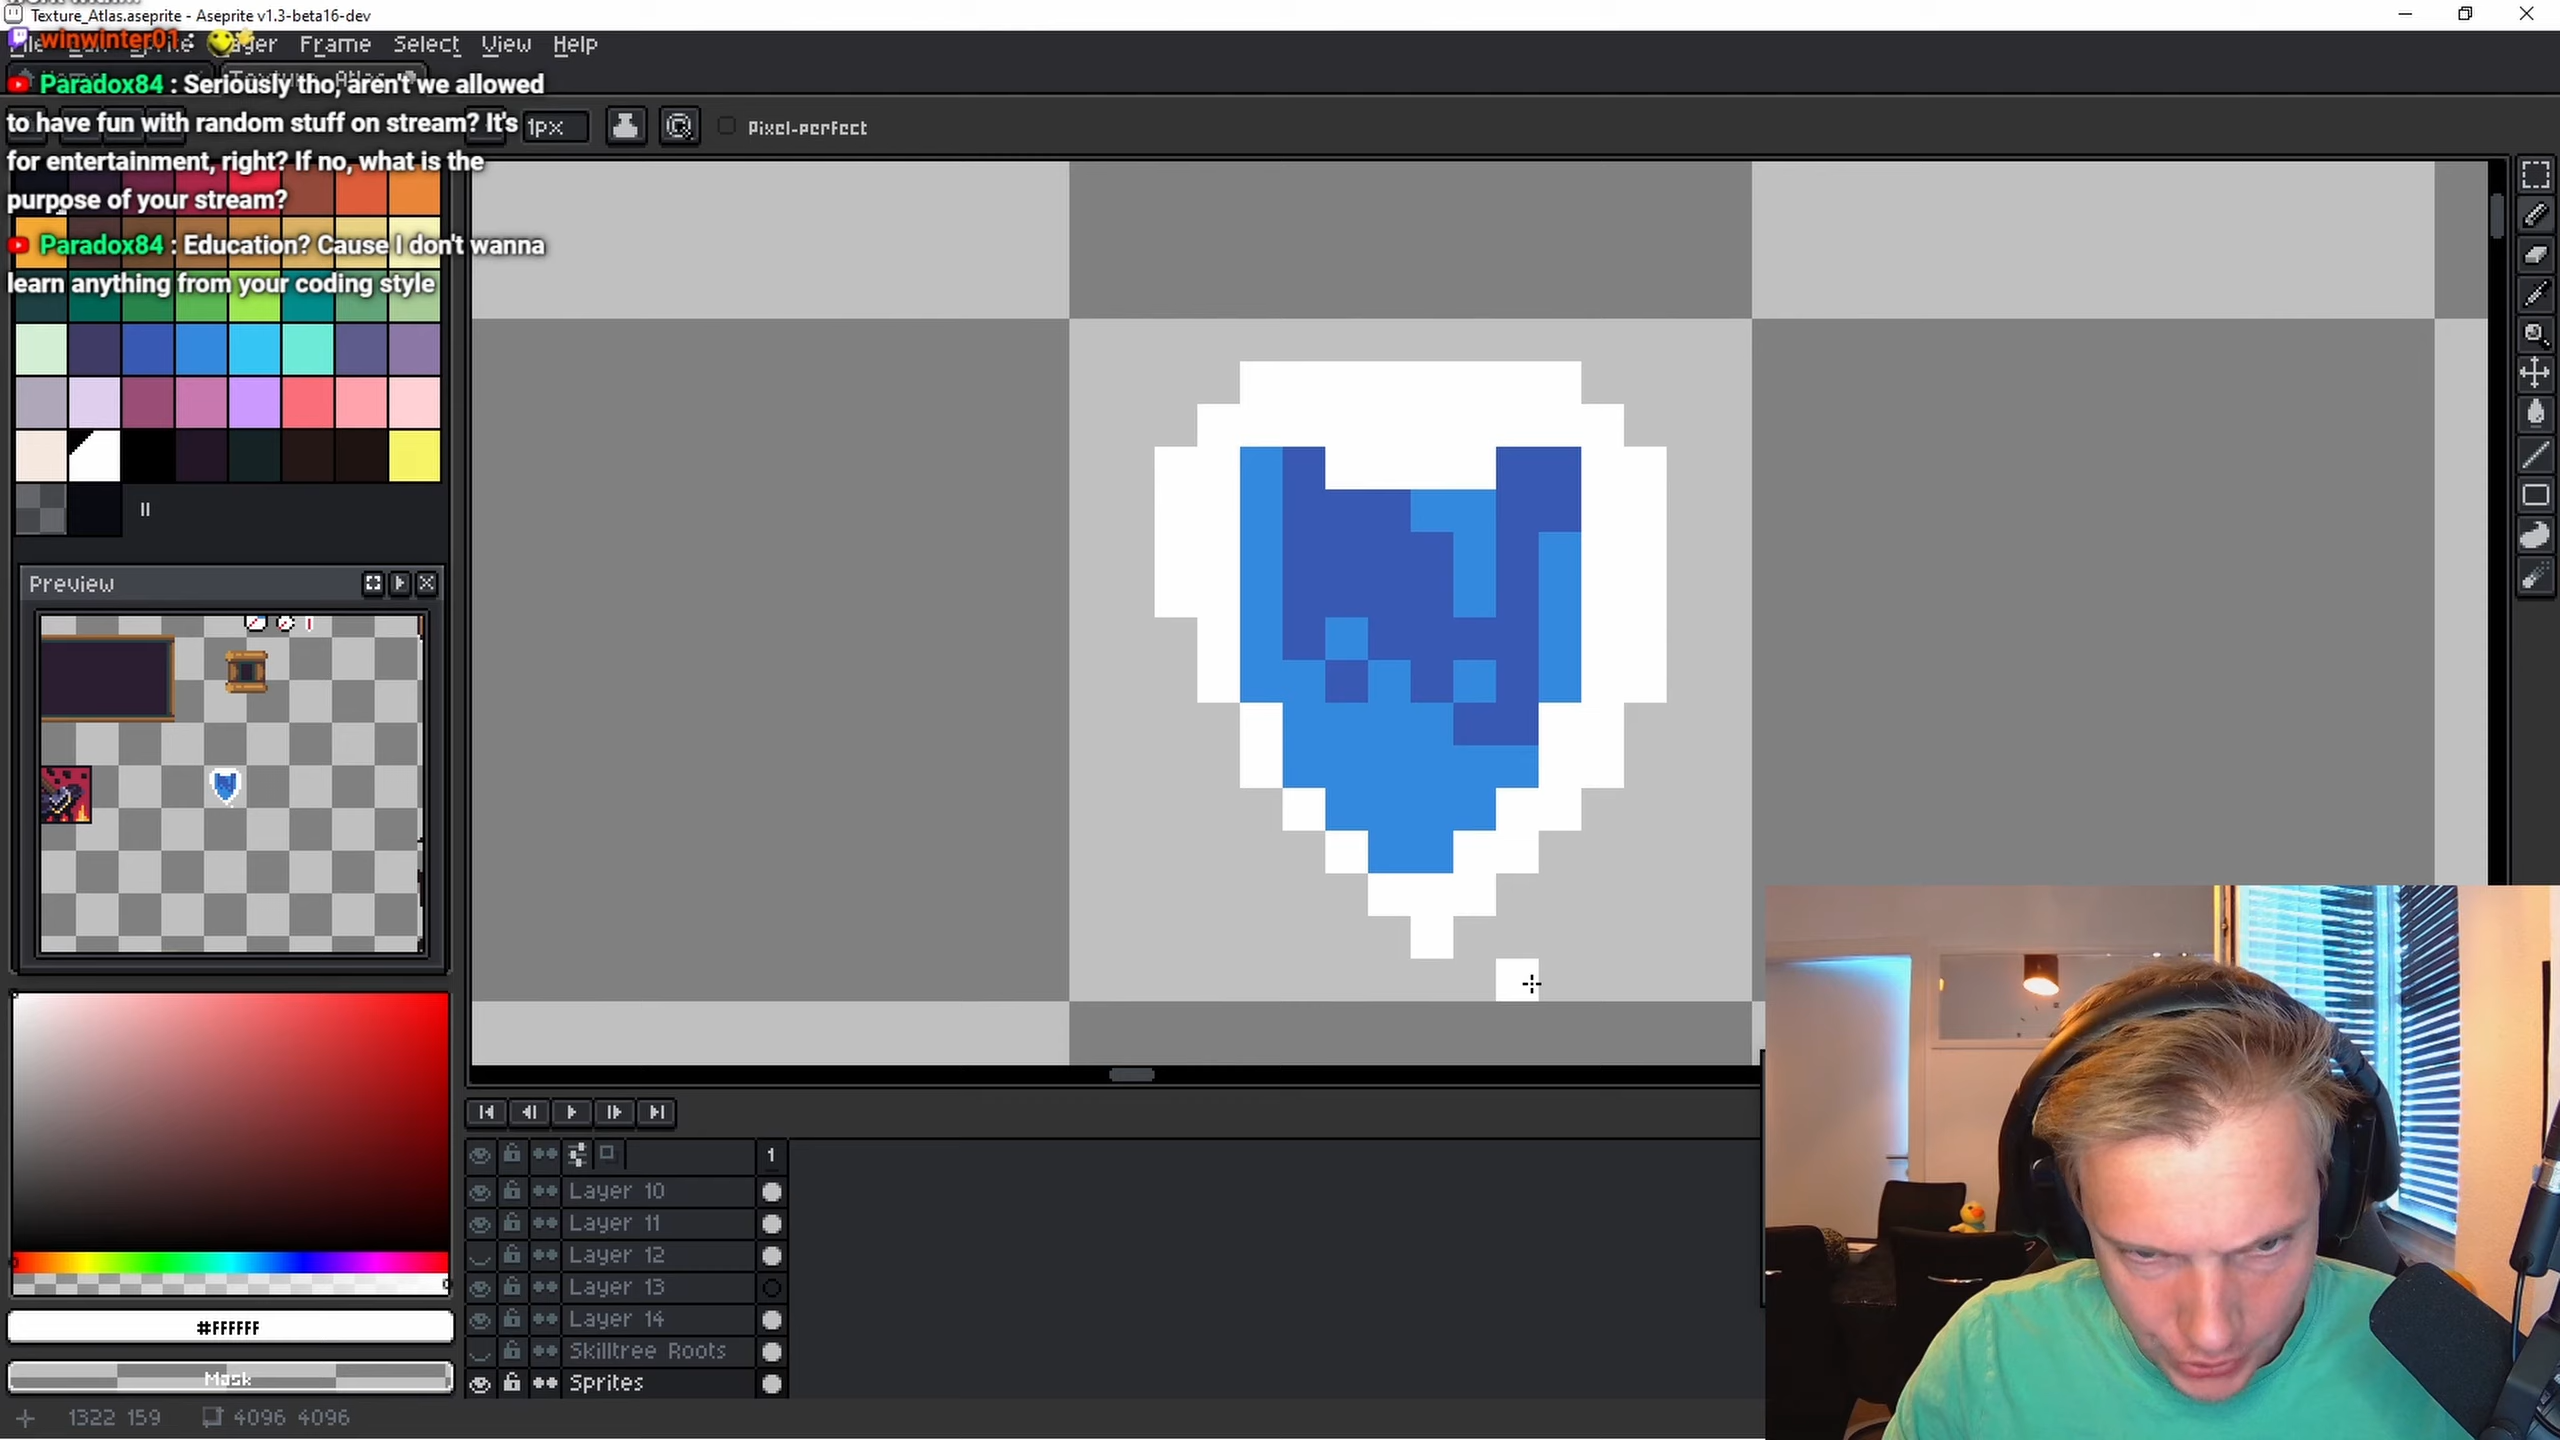 Texture_Atlas.aseprite - Aseprite v1.3-beta16-dev
winwinter01 :
Frame Select View Help
Paradox84 : Seriously tho, aren't we allowed
to have fun with random stuff on stream? It's
for entertainment, right? If no, what is the
purpose of your stream?
Paradox84 : Education? Cause I don't wanna
learn anything from your coding style
1px
Pixel-perfect
Preview
#FFFFFF
Mask
1322 159 4096 4096
1
Layer 10
Layer 11
Layer 12
Layer 13
Layer 14
Skilltree Roots
Sprites